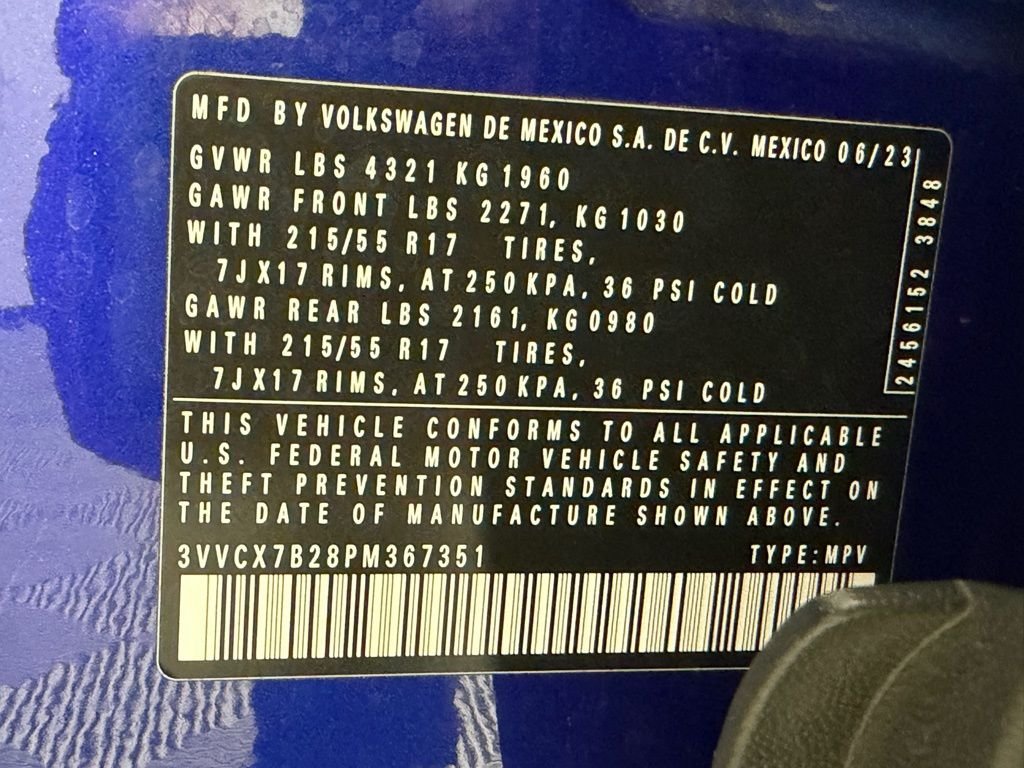 MFD BY VOLKSWAGEN DE MEXICO S.A. DE C.V. MEXICO 06/23
GVWR LBS 4321 KG 1960
GAWR FRONT LBS 2271, KG 1030
WITH 215/55 R17 TIRES,
7JX17 RIMS, AT 250 KPA, 36 PSI COLD
GAWR REAR LBS 2161, KG 0980
WITH 215/55 R17 TIRES,
7JX17 RIMS, AT 250 KPA, 36 PSI COLD
2456152 3848
THIS VEHICLE CONFORMS TO ALL APPLICABLE
U.S. FEDERAL MOTOR VEHICLE SAFETY AND
THEFT PREVENTION STANDARDS IN EFFECT ON
THE DATE OF MANUFACTURE SHOWN ABOVE.
3VVCX7B28PM367351 TYPE:MPV